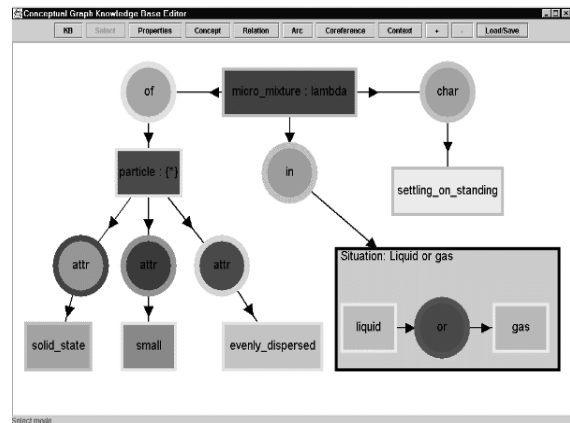 Conceptual Graph Knowledge Base Editor
KB Select Properties Concept Relation Arc Coreference Context + - Load/Save
of micro_mixture : lambda char
particle : {*} in settling_on_standing
attr attr attr Situation: Liquid or gas
liquid or gas
solid_state small evenly_dispersed
Select mode